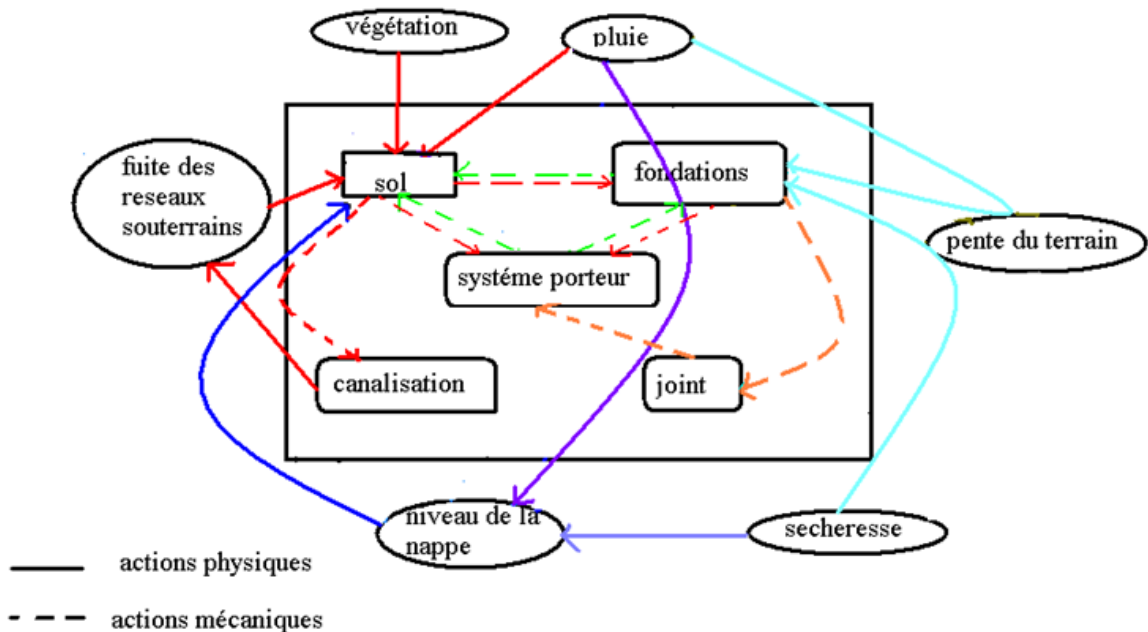 végétation
pluie
fuite des
reseaux
souterrains
sol
fondations
pente du terrain
systéme porteur
canalisation
joint
niveau de la
nappe
secheresse
actions physiques
actions mécaniques